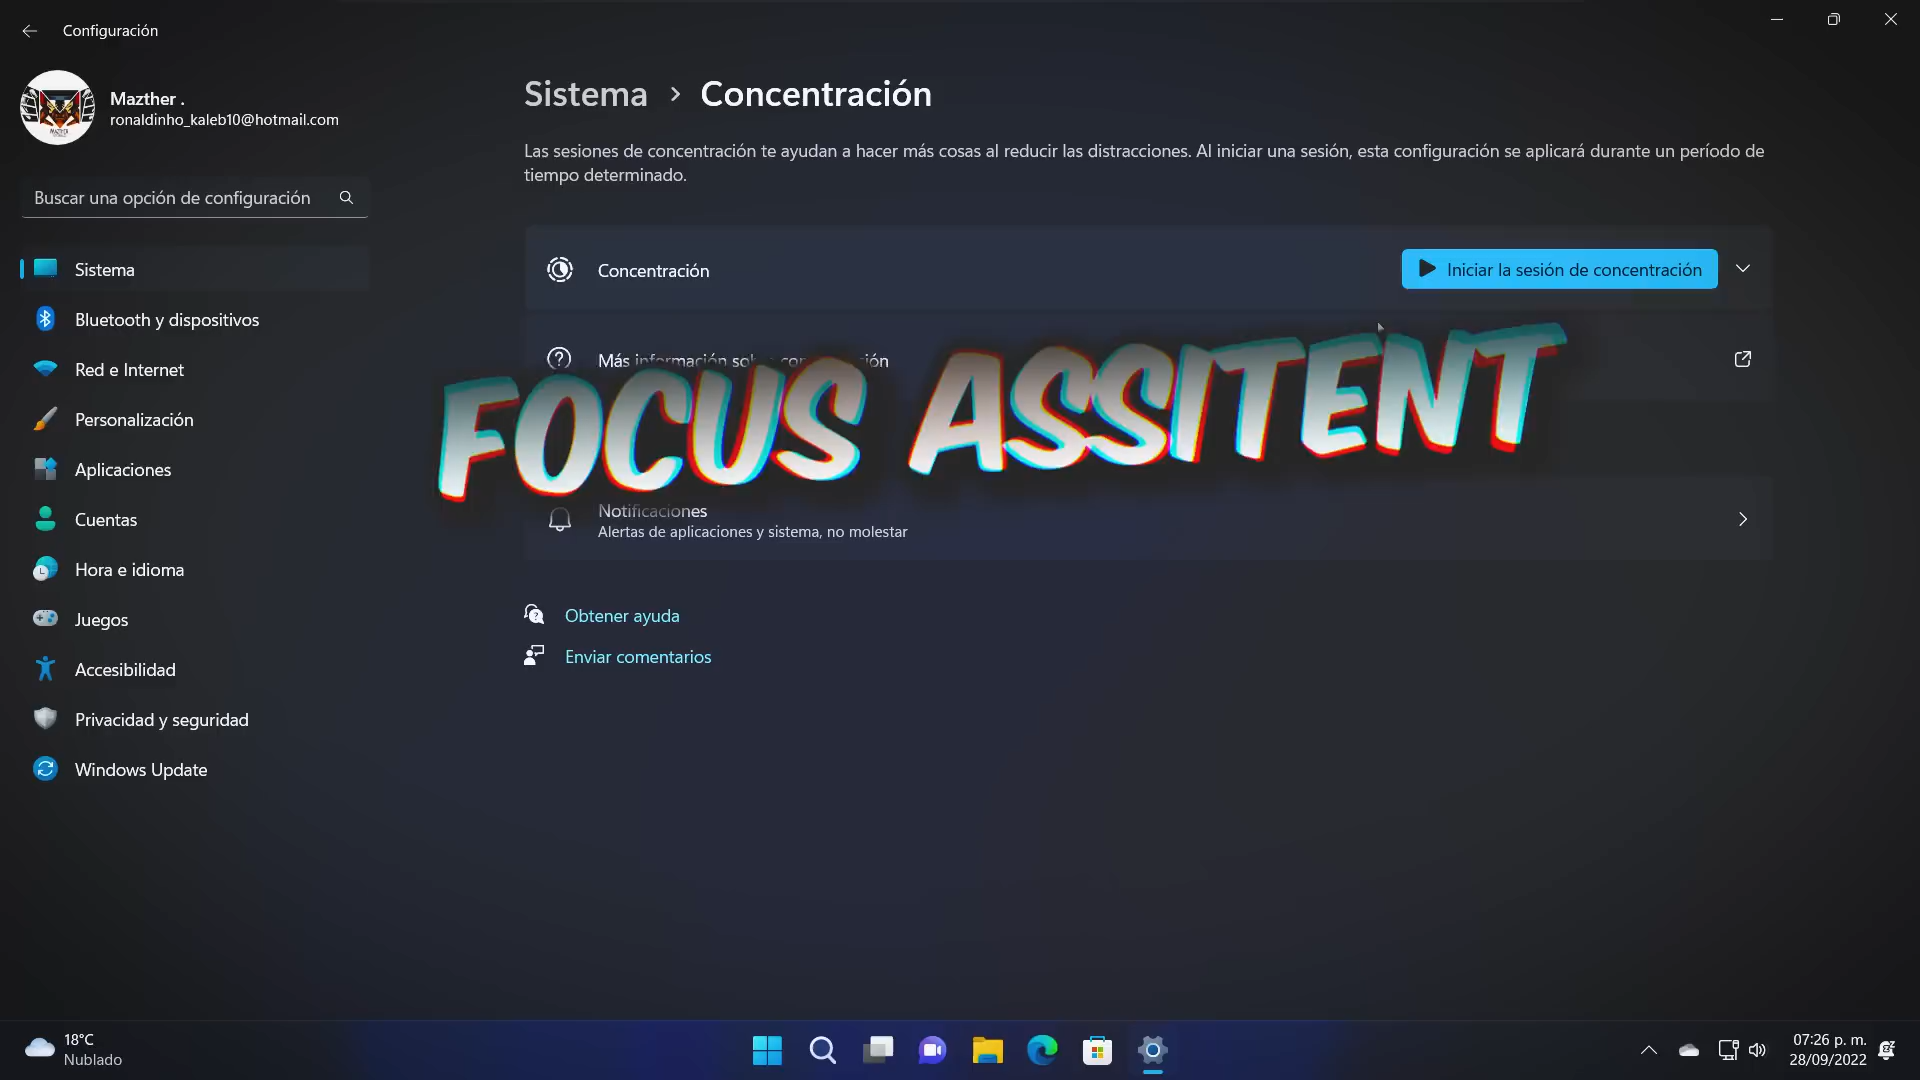 Configuración
Mazther .
ronaldinho_kaleb10@hotmail.com
Buscar una opción de configuración
Sistema
Bluetooth y dispositivos
Red e Internet
Personalización
Aplicaciones
Cuentas
Hora e idioma
Juegos
Accesibilidad
Privacidad y seguridad
Windows Update
Sistema > Concentración
Las sesiones de concentración te ayudan a hacer más cosas al reducir las distracciones. Al iniciar una sesión, esta configuración se aplicará durante un período de
tiempo determinado.
Concentración
Iniciar la sesión de concentración
Más información
FOCUS ASSITENT
Notificaciones
Alertas de aplicaciones y sistema, no molestar
Obtener ayuda
Enviar comentarios
18°C
Nublado
07:26 p. m.
28/09/2022